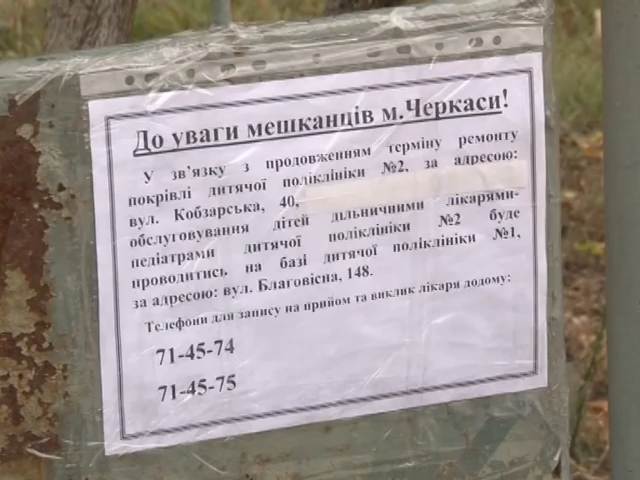 До уваги мешканців м.Черкаси!
У зв’язку з продовженням терміну ремонту
покрівлі дитячої поліклініки №2, за адресою:
вул. Кобзарська, 40,
обслуговування дітей дільничними лікарями-
педіатрами дитячої поліклініки №2 буде
проводитись на базі дитячої поліклініки №1,
за адресою: вул. Благовісна, 148.
Телефони для запису на прийом та виклик лікаря додому:
71-45-74
71-45-75